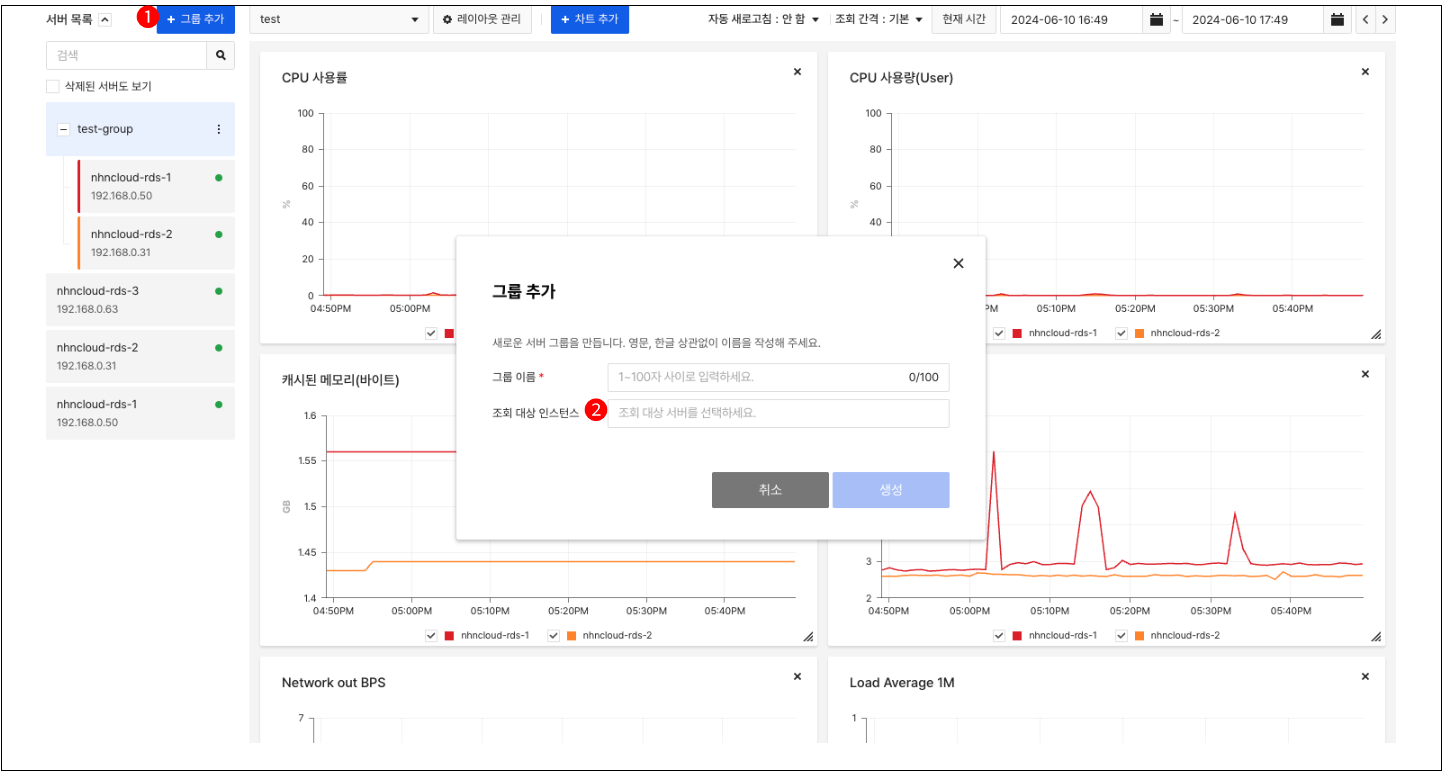 서버 목록
1
+ 그룹 추가
test
레이아웃 관리
+ 차트 추가
자동 새로고침 : 안 함
조회 간격 : 기본
현재 시간
2024-06-10 16:49
~
2024-06-10 17:49
검색
삭제된 서버도 보기
test-group
nhncloud-rds-1
192.168.0.50
nhncloud-rds-2
192.168.0.31
nhncloud-rds-3
192.168.0.63
nhncloud-rds-2
192.168.0.31
nhncloud-rds-1
192.168.0.50
CPU 사용률
100
80
60
%
40
20
0
04:50PM 05:00PM
CPU 사용량(User)
100
80
60
%
40
PM 05:10PM 05:20PM 05:30PM 05:40PM
nhncloud-rds-1 nhncloud-rds-2
그룹 추가
새로운 서버 그룹을 만듭니다. 영문, 한글 상관없이 이름을 작성해 주세요.
그룹 이름 *
1~100자 사이로 입력하세요.
0/100
조회 대상 인스턴스
2
조회 대상 서버를 선택하세요.
취소
생성
캐시된 메모리(바이트)
1.6
1.55
GB
1.5
1.45
1.4
04:50PM 05:00PM 05:10PM 05:20PM 05:30PM 05:40PM
nhncloud-rds-1 nhncloud-rds-2
3
2
04:50PM 05:00PM 05:10PM 05:20PM 05:30PM 05:40PM
nhncloud-rds-1 nhncloud-rds-2
Network out BPS
7
Load Average 1M
1